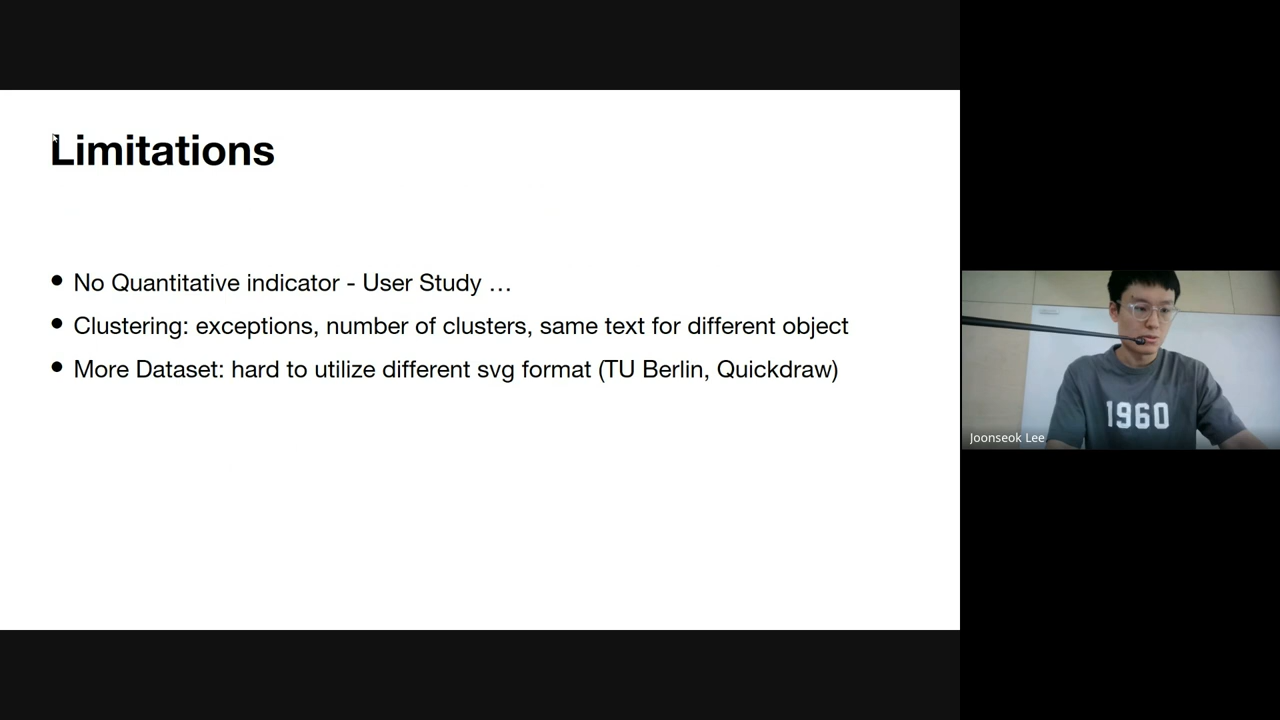 Limitations
• No Quantitative indicator - User Study …
• Clustering: exceptions, number of clusters, same text for different object
• More Dataset: hard to utilize different svg format (TU Berlin, Quickdraw)
1960
Joonseok Lee